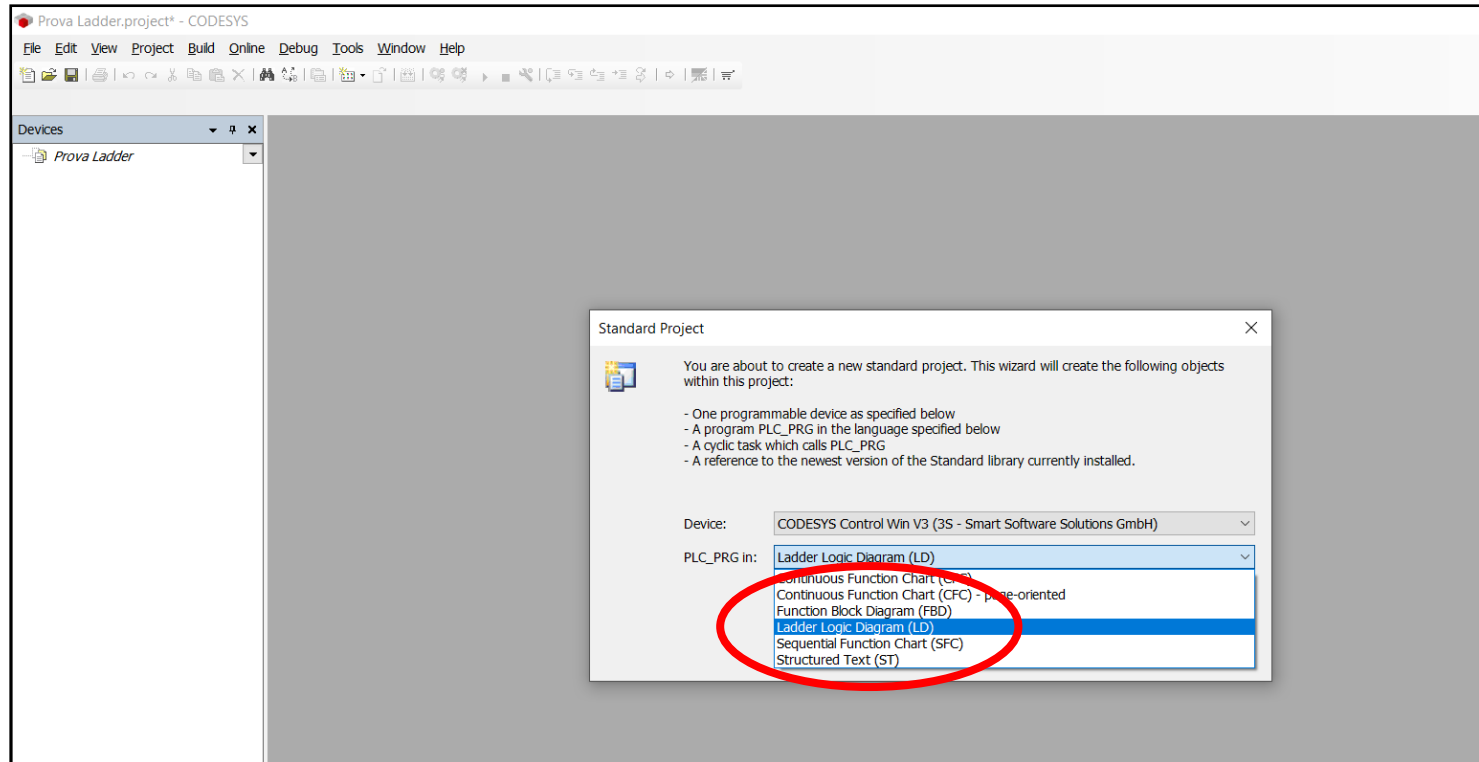 Prova Ladder.project* - CODESYS
File Edit View Project Build Online Debug Tools Window Help
Devices
Prova Ladder
Standard Project
You are about to create a new standard project. This wizard will create the following objects
within this project:
- One programmable device as specified below
- A program PLC_PRG in the language specified below
- A cyclic task which calls PLC_PRG
- A reference to the newest version of the Standard library currently installed.
Device: CODESYS Control Win V3 (3S - Smart Software Solutions GmbH)
PLC_PRG in: Ladder Logic Diagram (LD)
Continuous Function Chart (CFC)
Continuous Function Chart (CFC) - page-oriented
Function Block Diagram (FBD)
Ladder Logic Diagram (LD)
Sequential Function Chart (SFC)
Structured Text (ST)